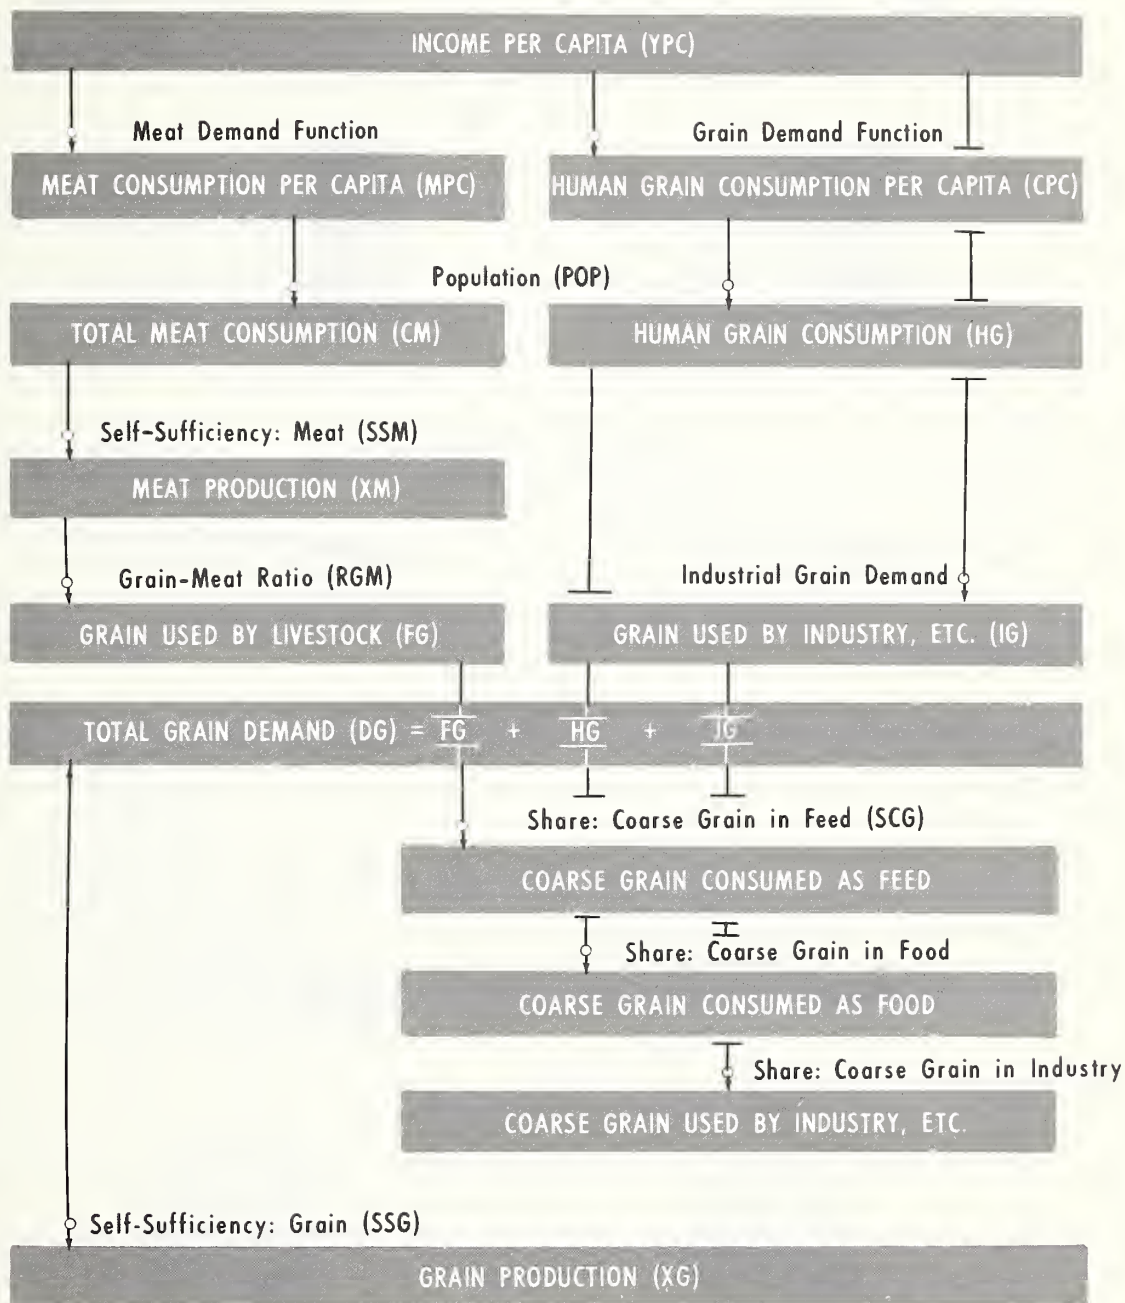 INCOME PER CAPITA (YPC)
Meat Demand Function
Grain Demand Function
MEAT CONSUMPTION PER CAPITA (MPC)
HUMAN GRAIN CONSUMPTION PER CAPITA (CPC)
Population (POP)
TOTAL MEAT CONSUMPTION (CM)
HUMAN GRAIN CONSUMPTION (HG)
Self-Sufficiency: Meat (SSM)
MEAT PRODUCTION (XM)
Grain-Meat Ratio (RGM)
Industrial Grain Demand
GRAIN USED BY LIVESTOCK (FG)
GRAIN USED BY INDUSTRY, ETC. (IG)
TOTAL GRAIN DEMAND (DG) = FG + HG + IG
Share: Coarse Grain in Feed (SCG)
COARSE GRAIN CONSUMED AS FEED
Share: Coarse Grain in Food
COARSE GRAIN CONSUMED AS FOOD
Share: Coarse Grain in Industry
COARSE GRAIN USED BY INDUSTRY, ETC.
Self-Sufficiency: Grain (SSG)
GRAIN PRODUCTION (XG)